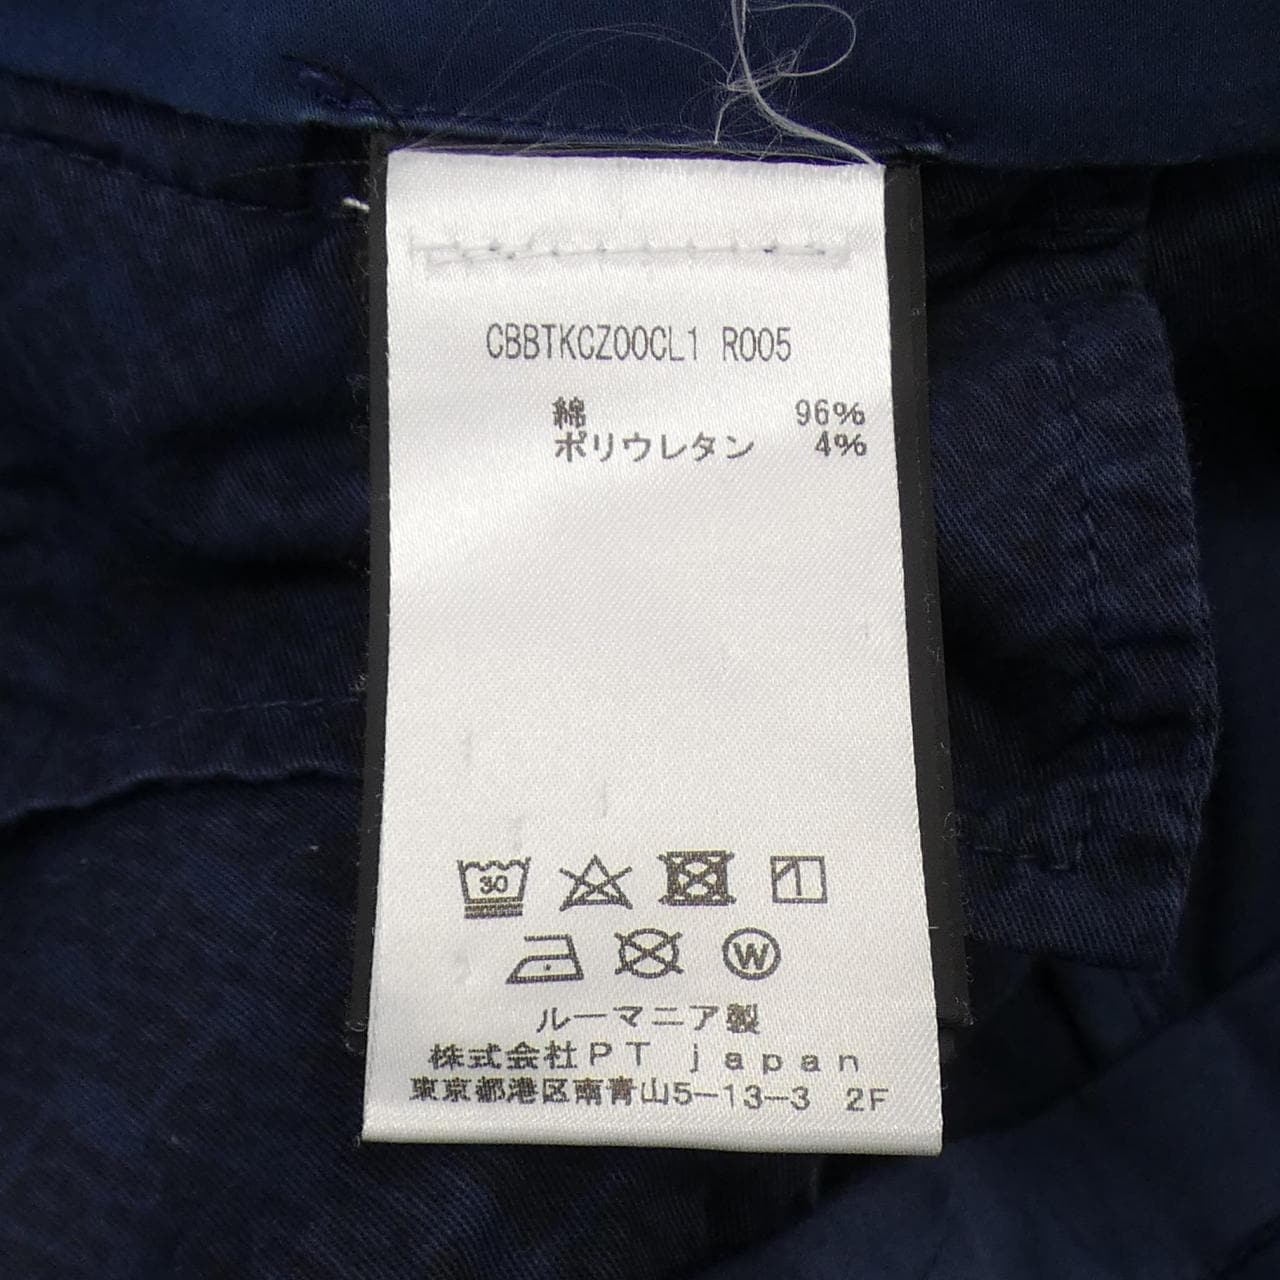 CBBTKCZ00CL1 R005
綿 96%
ポリウレタン 4%
30
W
ルーマニア製
株式会社PT japan
東京都港区南青山5-13-3 2F